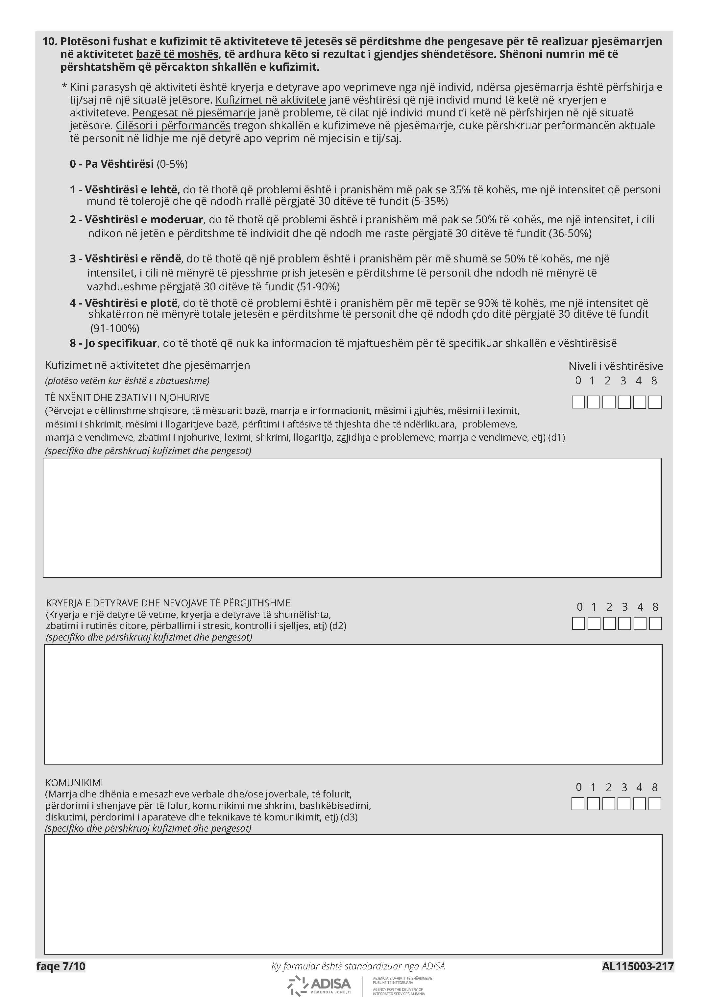 10. Plotësoni fushat e kufizimit të aktiviteteve të jetesës së përditshme dhe pengesave për të realizuar pjesëmarrjen
në aktivitetet bazë të moshës, të ardhura këto si rezultat i gjendjes shëndetësore. Shënoni numrin më të
përshtatshëm që përcakton shkallën e kufizimit.
* Kini parasysh që aktiviteti është kryerja e detyrave apo veprimeve nga një individ, ndërsa pjesëmarrja është përfshirja e
tij/saj në një situatë jetësore. Kufizimet në aktivitete janë vështirësi që një individ mund të ketë në kryerjen e
aktiviteteve. Pengesat në pjesëmarrje janë probleme, të cilat një individ mund t'i ketë në përfshirjen në një situatë
jetësore. Cilësori i përformancës tregon shkallën e kufizimeve në pjesëmarrje, duke përshkruar performancën aktuale
të personit në lidhje me një detyrë apo veprim në mjedisin e tij/saj.
0 - Pa Vështirësi (0-5%)
1 - Vështirësi e lehtë, do të thotë që problemi është i pranishëm më pak se 35% të kohës, me një intensitet që personi
mund të tolerojë dhe që ndodh rrallë përgjatë 30 ditëve të fundit (5-35%)
2 - Vështirësi e moderuar, do të thotë që problemi është i pranishëm më pak se 50% të kohës, me një intensitet, i cili
ndikon në jetën e përditshme të individit dhe që ndodh me raste përgjatë 30 ditëve të fundit (36-50%)
3 - Vështirësi e rëndë, do të thotë që një problem është i pranishëm për më shumë se 50% të kohës, me një
intensitet, i cili në mënyrë të pjesshme prish jetesën e përditshme të personit dhe ndodh në mënyrë të
vazhdueshme përgjatë 30 ditëve të fundit (51-90%)
4 - Vështirësi e plotë, do të thotë që problemi është i pranishëm për më tepër se 90% të kohës, me një intensitet që
shkatërron në mënyrë totale jetesën e përditshme të personit dhe që ndodh çdo ditë përgjatë 30 ditëve të fundit
(91-100%)
8 - Jo specifikuar, do të thotë që nuk ka informacion të mjaftueshëm për të specifikuar shkallën e vështirësisë
Kufizimet në aktivitetet dhe pjesëmarrjen
Niveli i vështirësive
(plotëso vetëm kur është e zbatueshme)
0 1 2 3 4 8
TË NXËNIT DHE ZBATIMI I NJOHURIVE
(Përvojat e qëllimshme shqisore, të mësuarit bazë, marrja e informacionit, mësimi i gjuhës, mësimi i leximit,
mësimi i shkrimit, mësimi i llogaritjeve bazë, përfitimi i aftësive të thjeshta dhe të ndërlikuara, problemeve,
marrja e vendimeve, zbatimi i njohurive, leximi, shkrimi, llogaritja, zgjidhja e problemeve, marrja e vendimeve, etj) (d1)
(specifiko dhe përshkruaj kufizimet dhe pengesat)
KRYERJA E DETYRAVE DHE NEVOJAVE TË PËRGJITHSHME
0 1 2 3 4 8
(Kryerja e një detyre të vetme, kryerja e detyrave të shumëfishta,
zbatimi i rutinës ditore, përballimi i stresit, kontrolli i sjelljes, etj) (d2)
(specifiko dhe përshkruaj kufizimet dhe pengesat)
KOMUNIKIMI
0 1 2 3 4 8
(Marrja dhe dhënia e mesazheve verbale dhe/ose joverbale, të folurit,
përdorimi i shenjave për të folur, komunikimi me shkrim, bashkëbisedimi,
diskutimi, përdorimi i aparateve dhe teknikave të komunikimit, etj) (d3)
(specifiko dhe përshkruaj kufizimet dhe pengesat)
faqe 7/10
Ky formular është standardizuar nga ADISA
AL115003-217
ADISA
VËMENDJA JONË, TI
AGJENCIA E OFRIMIT TË SHËRBIMEVE
PUBLIKE TË INTEGRUARA
AGENCY FOR THE DELIVERY OF
INTEGRATED SERVICES ALBANIA